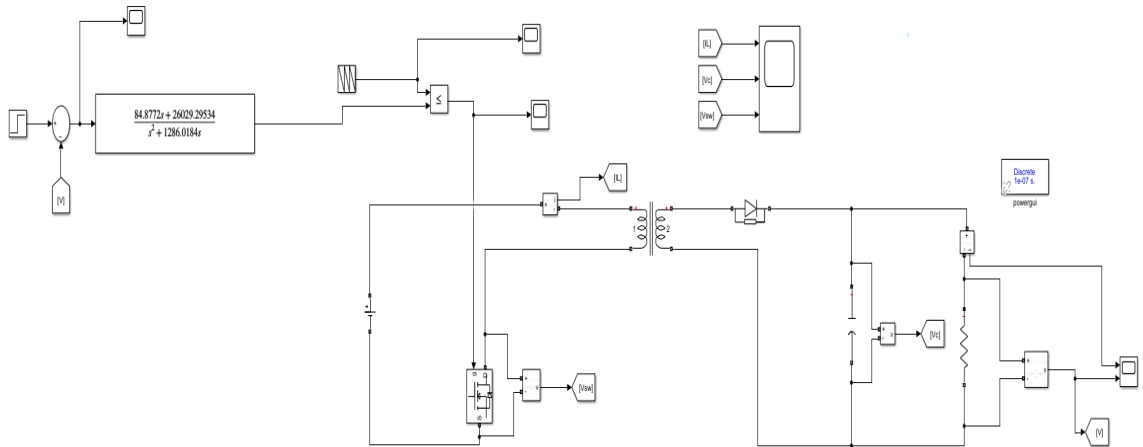 [IL]
[Vc]
[Vsw]
84.8772s + 26029.29534
s² + 1286.0184s
≤
[V]
Discrete
1e-07 s.
powergui
[IL]
1
2
[Vc]
[Vsw]
[V]